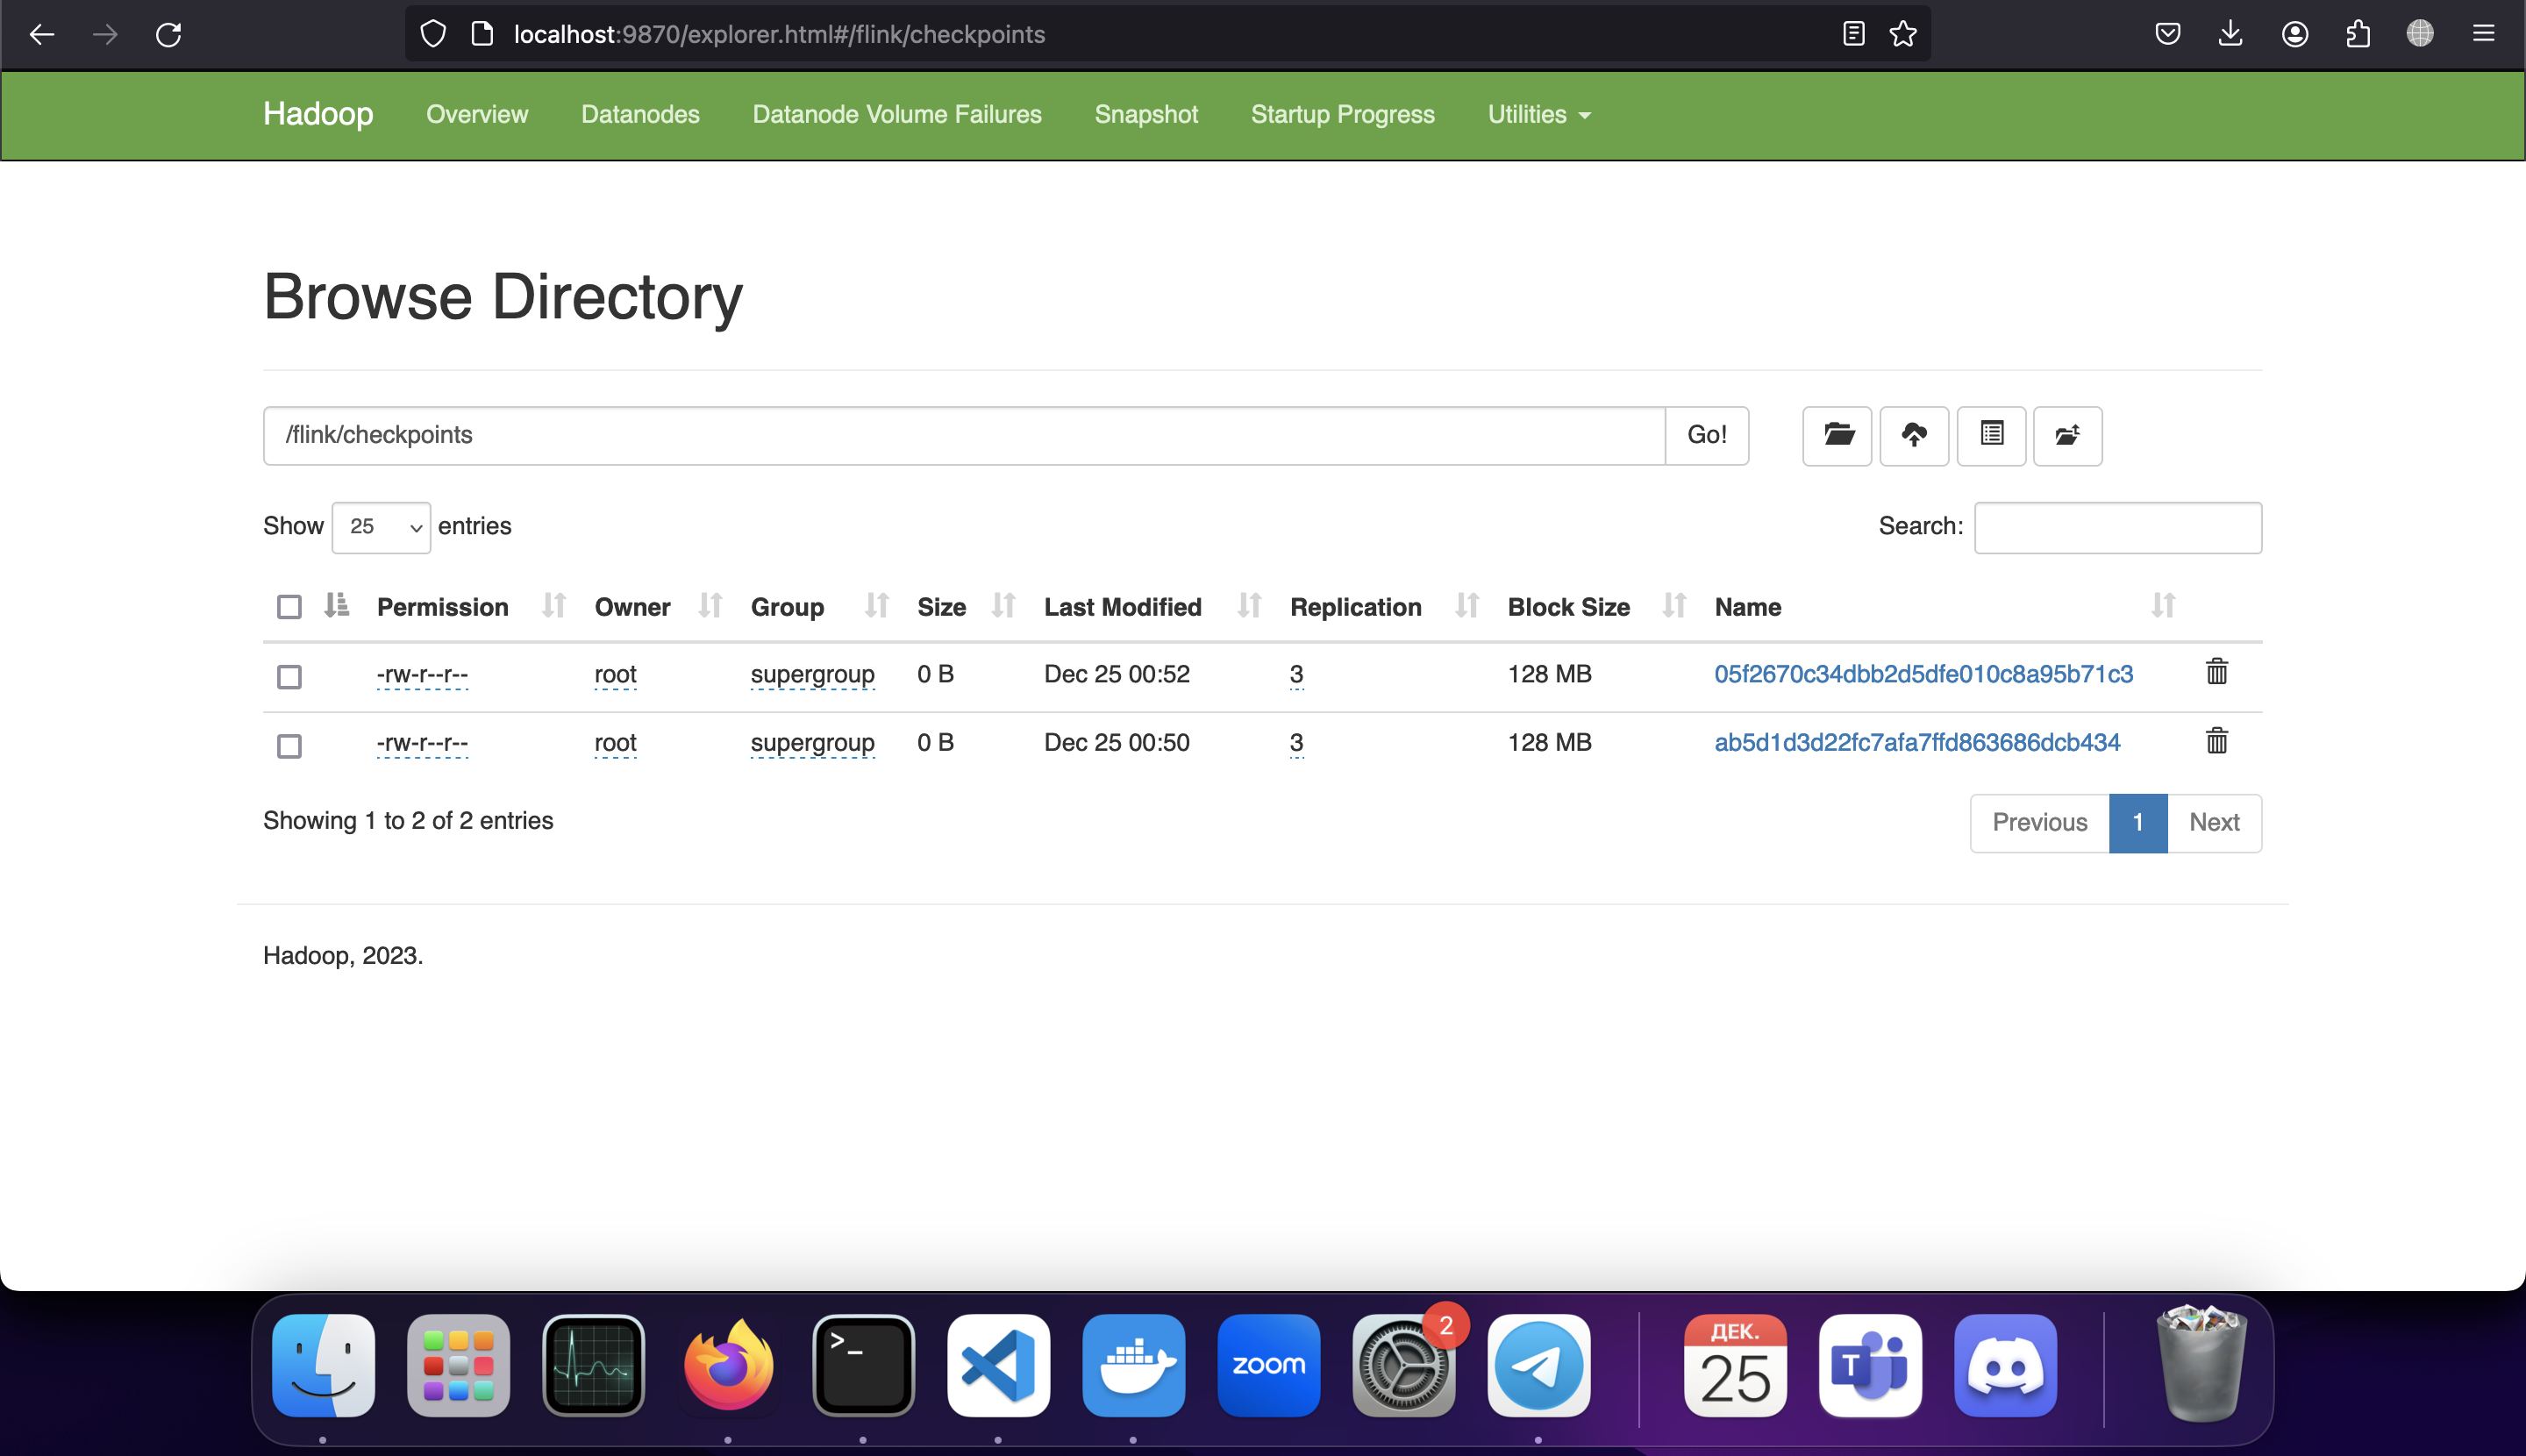 localhost:9870/explorer.html#/flink/checkpoints
Hadoop Overview Datanodes Datanode Volume Failures Snapshot Startup Progress Utilities
Browse Directory
/flink/checkpoints Go!
Show 25 entries Search:
Permission Owner Group Size Last Modified Replication Block Size Name
-rw-r--r-- root supergroup 0 B Dec 25 00:52 3 128 MB 05f2670c34dbb2d5dfe010c8a95b71c3
-rw-r--r-- root supergroup 0 B Dec 25 00:50 3 128 MB ab5d1d3d22fc7afa7ffd863686dcb434
Showing 1 to 2 of 2 entries Previous 1 Next
Hadoop, 2023.
>_ zoom 2 ДЕК. 25 T